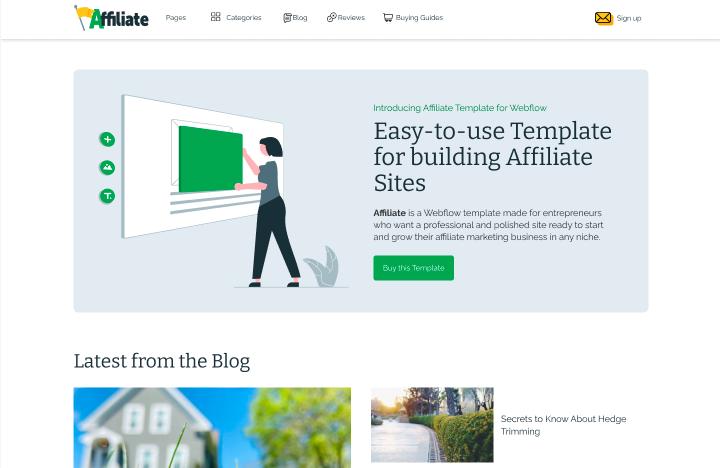 Affiliate
Pages
Categories
Blog
Reviews
Buying Guides
Sign up
Introducing Affiliate Template for Webflow
Easy-to-use Template
for building Affiliate
Sites
Affiliate is a Webflow template made for entrepreneurs
who want a professional and polished site ready to start
and grow their affiliate marketing business in any niche.
T.
Buy this Template
Latest from the Blog
Secrets to Know About Hedge
Trimming